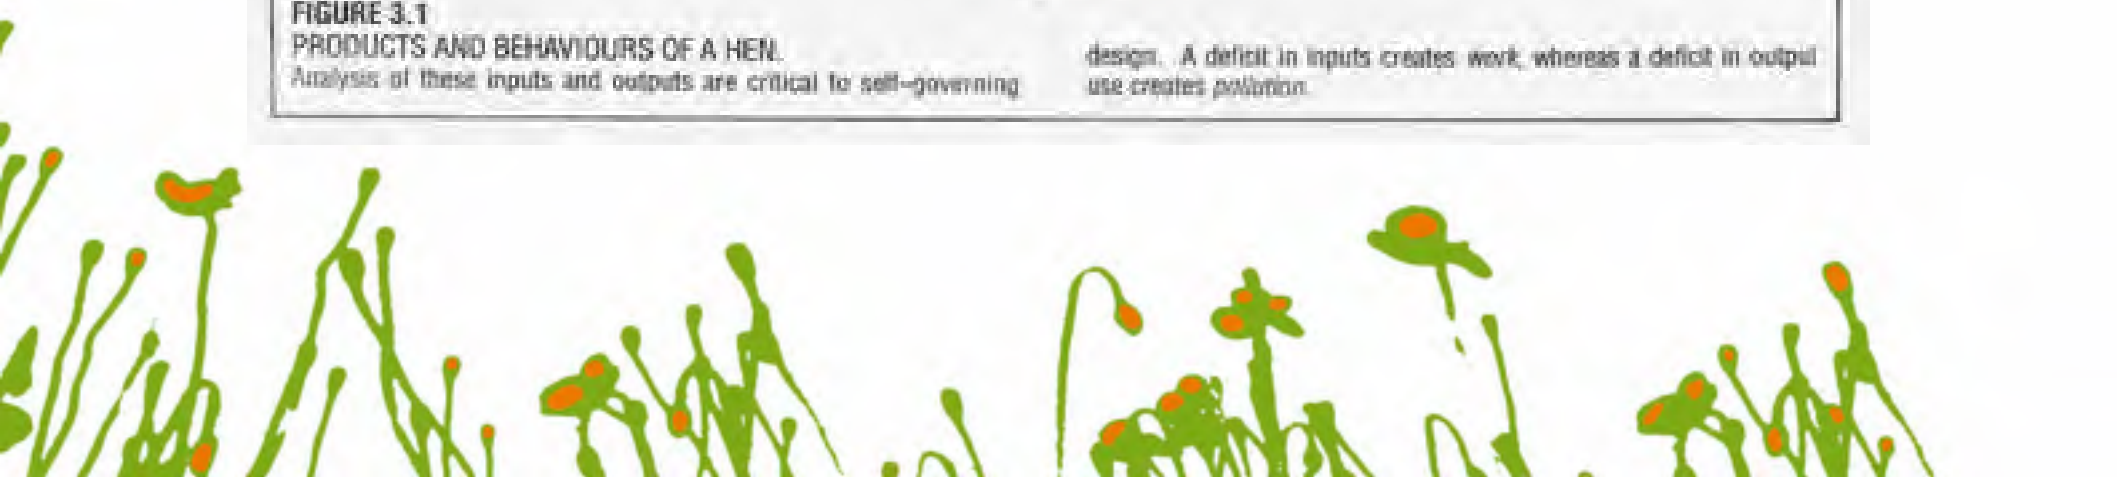 FIGURE 3.1
PRODUCTS AND BEHAVIOURS OF A HEN.
Analysis of these inputs and outputs are critical to self-governing
design. A deficit in inputs creates work, whereas a deficit in output
use creates pollution.